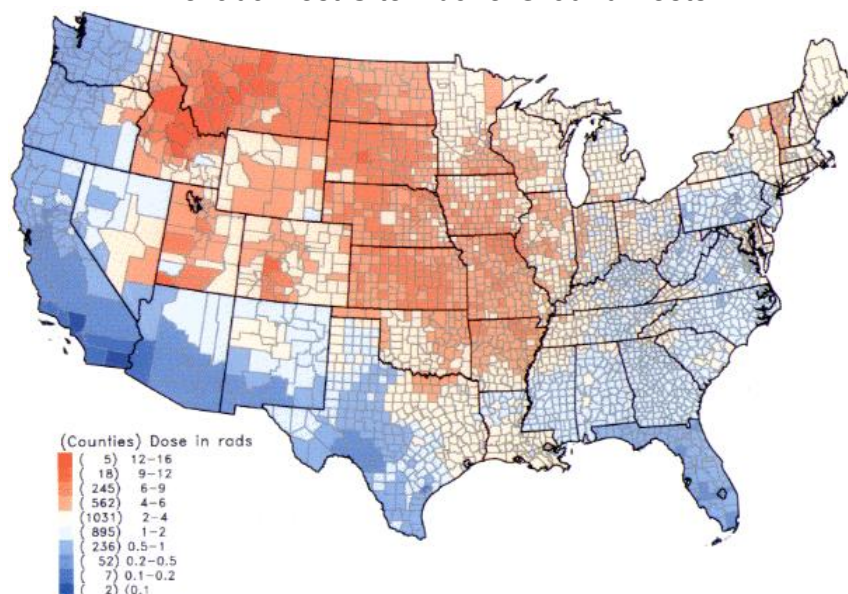 (Counties) Dose in rads
( 5) 12-16
( 18) 9-12
( 245) 6-9
( 562) 4-6
(1031) 2-4
( 895) 1-2
( 236) 0.5-1
( 52) 0.2-0.5
( 7) 0.1-0.2
( 2) (0.1